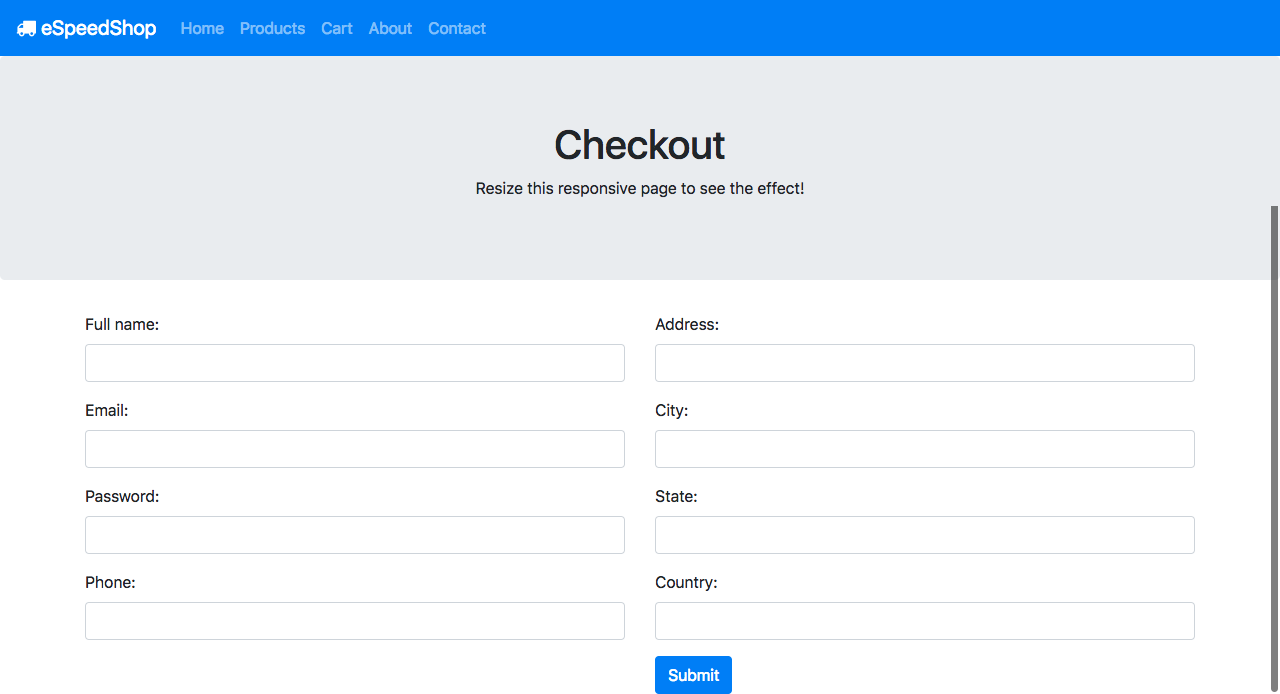 eSpeedShop Home Products Cart About Contact
Checkout
Resize this responsive page to see the effect!
Full name:
Address:
Email:
City:
Password:
State:
Phone:
Country:
Submit